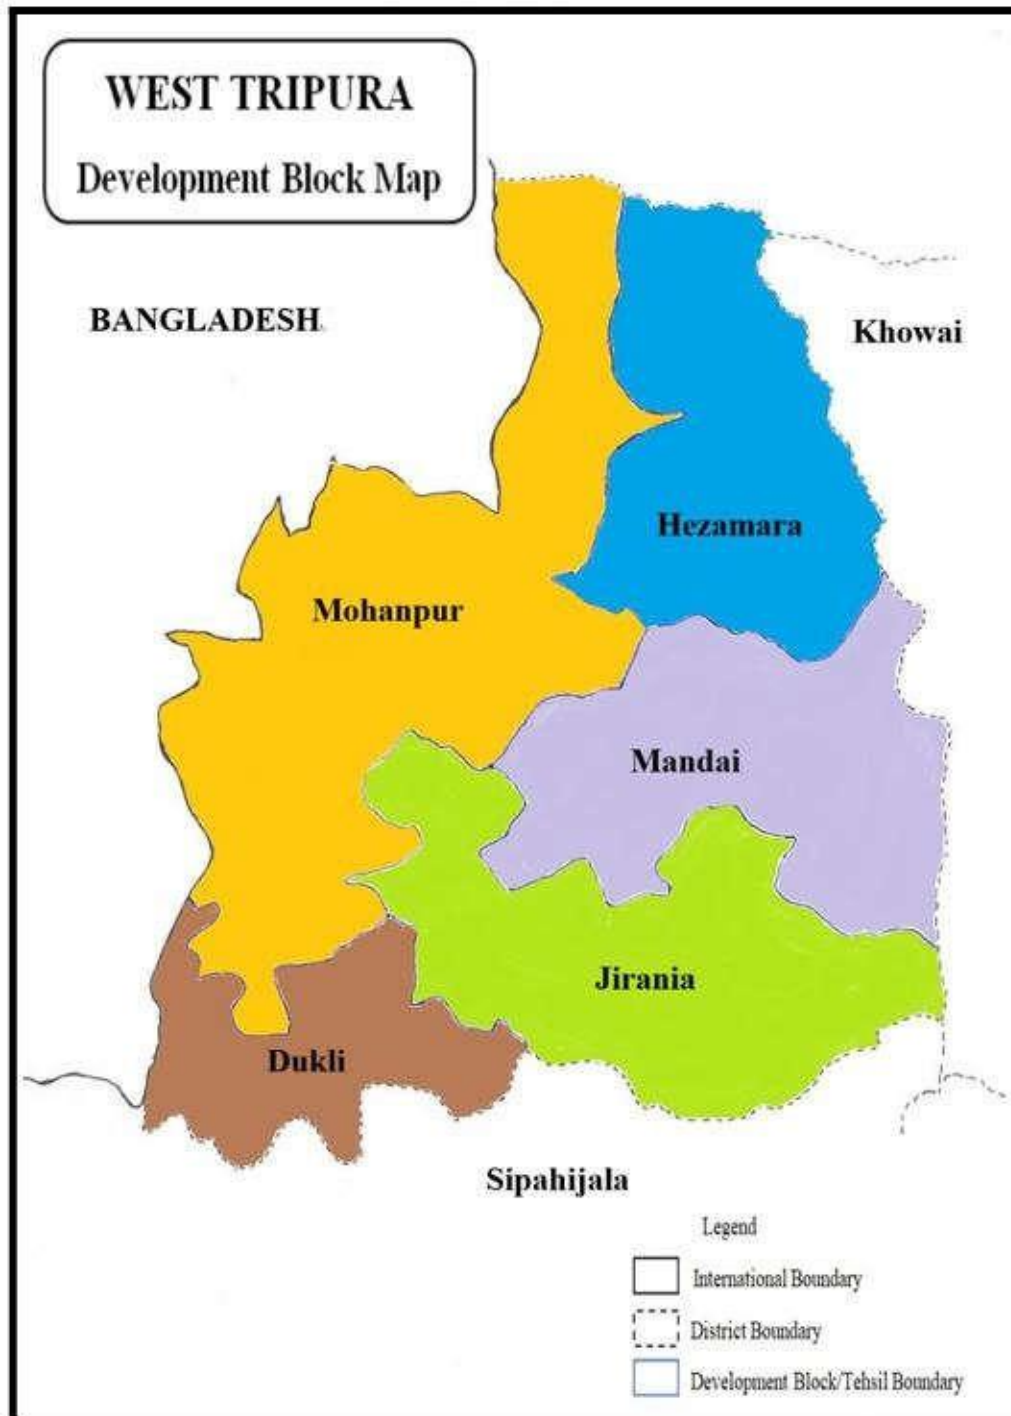 WEST TRIPURA
Development Block Map
BANGLADESH
Khowai
Hezamara
Mohanpur
Mandai
Jirania
Dukli
Sipahijala
Legend
International Boundary
District Boundary
Development Block/Tehsil Boundary